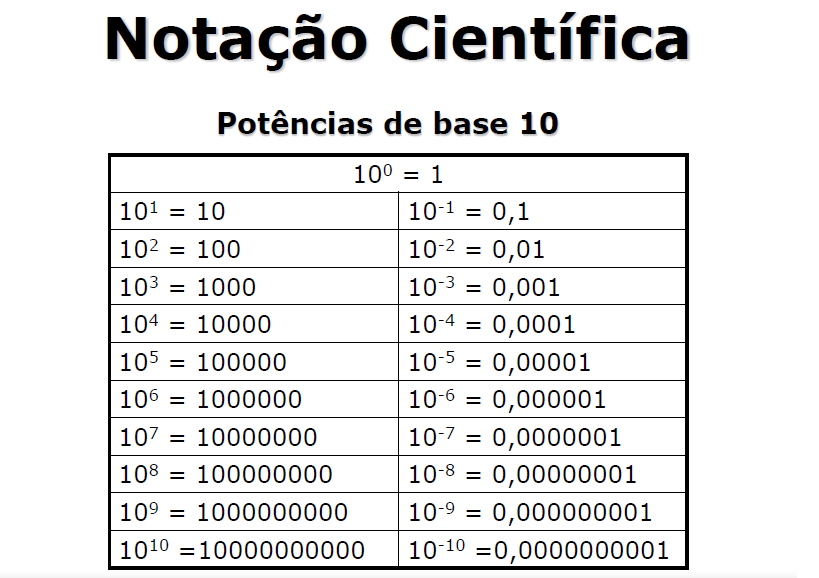 Notação Científica
Potências de base 10
10⁰ = 1
10¹ = 10 10⁻¹ = 0,1
10² = 100 10⁻² = 0,01
10³ = 1000 10⁻³ = 0,001
10⁴ = 10000 10⁻⁴ = 0,0001
10⁵ = 100000 10⁻⁵ = 0,00001
10⁶ = 1000000 10⁻⁶ = 0,000001
10⁷ = 10000000 10⁻⁷ = 0,0000001
10⁸ = 100000000 10⁻⁸ = 0,00000001
10⁹ = 1000000000 10⁻⁹ = 0,000000001
10¹⁰ =10000000000 10⁻¹⁰ =0,0000000001